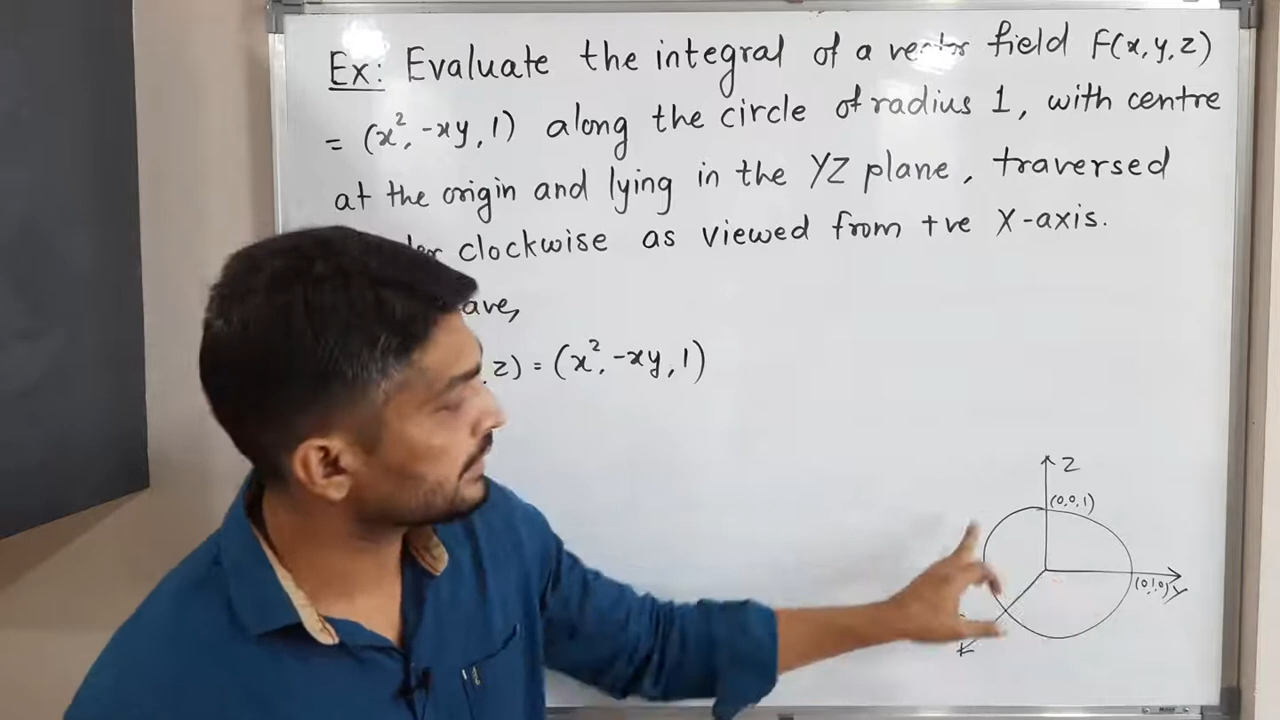 Ex: Evaluate the integral of a vector field F(x,y,z)
= (x², -xy, 1) along the circle of radius 1, with centre
at the origin and lying in the YZ plane, traversed
clockwise as viewed from +ve X-axis.
z) = (x², -xy, 1)
Z
(0,0,1)
(0,1,0) Y